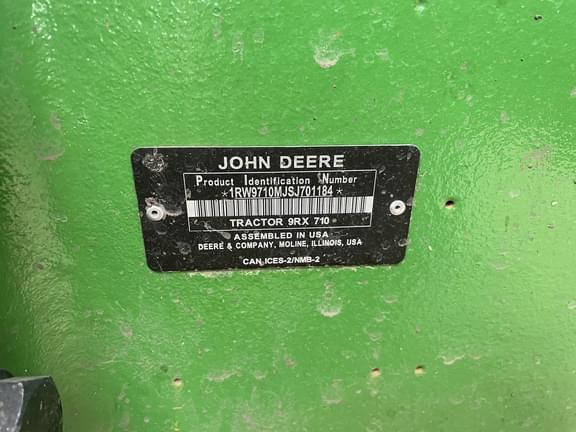 JOHN DEERE
Product Identification Number
*1RW9710MJSJ701184*
TRACTOR 9RX 710
ASSEMBLED IN USA
DEERE & COMPANY, MOLINE, ILLINOIS, USA
CAN ICES-2/NMB-2